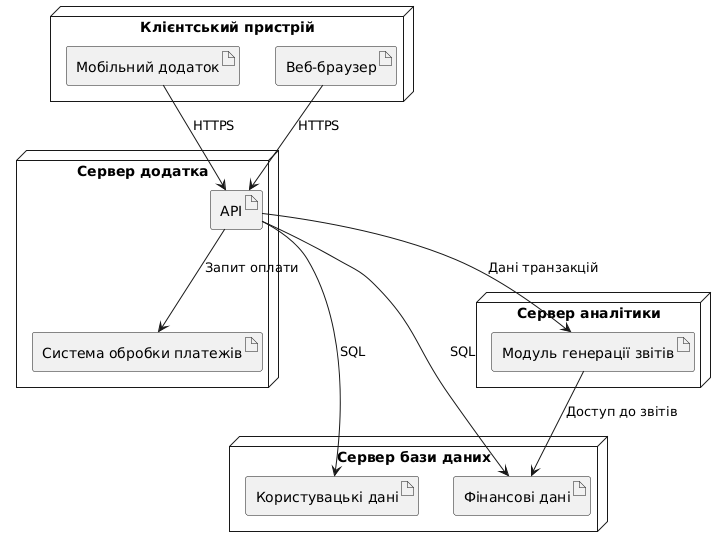 Клієнтський пристрій
Мобільний додаток
Веб-браузер
HTTPS
HTTPS
Сервер додатка
API
Запит оплати
Дані транзакцій
Сервер аналітики
Система обробки платежів
SQL
SQL
Модуль генерації звітів
Доступ до звітів
Сервер бази даних
Користувацькі дані
Фінансові дані